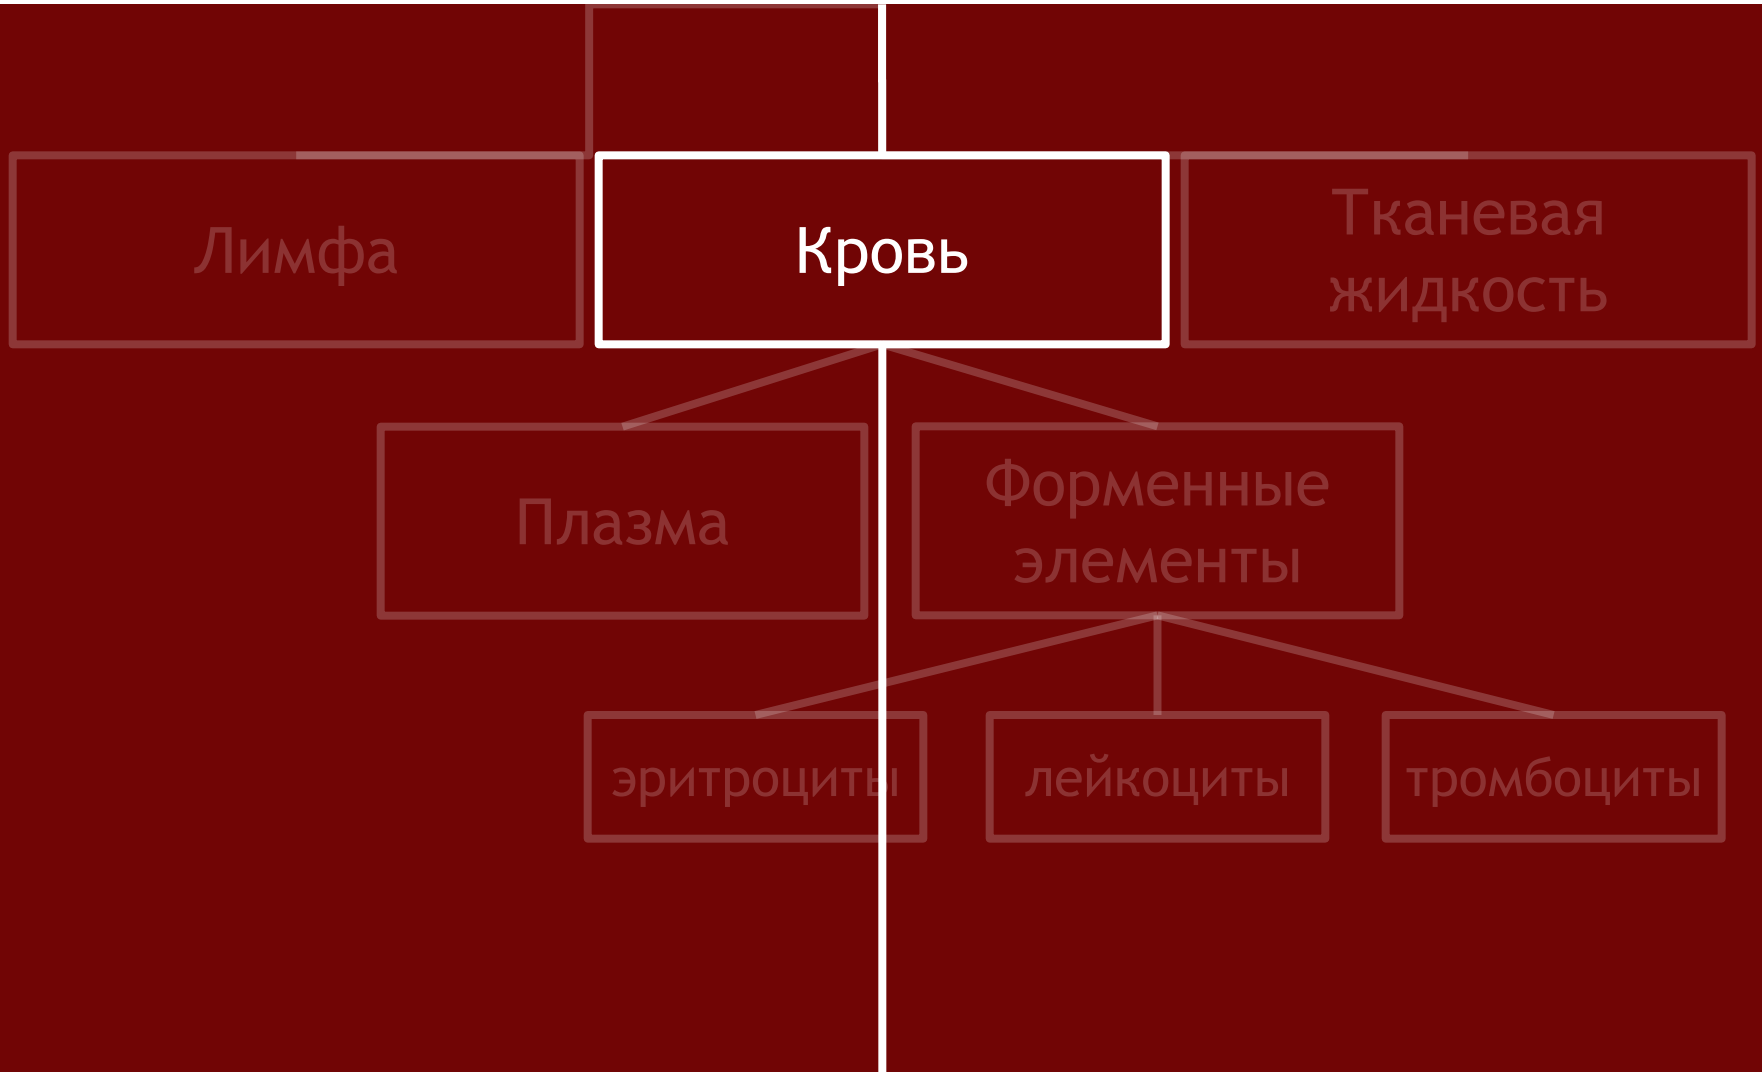 Лимфа
Кровь
Тканевая
жидкость
Плазма
Форменные
элементы
эритроциты
лейкоциты
тромбоциты